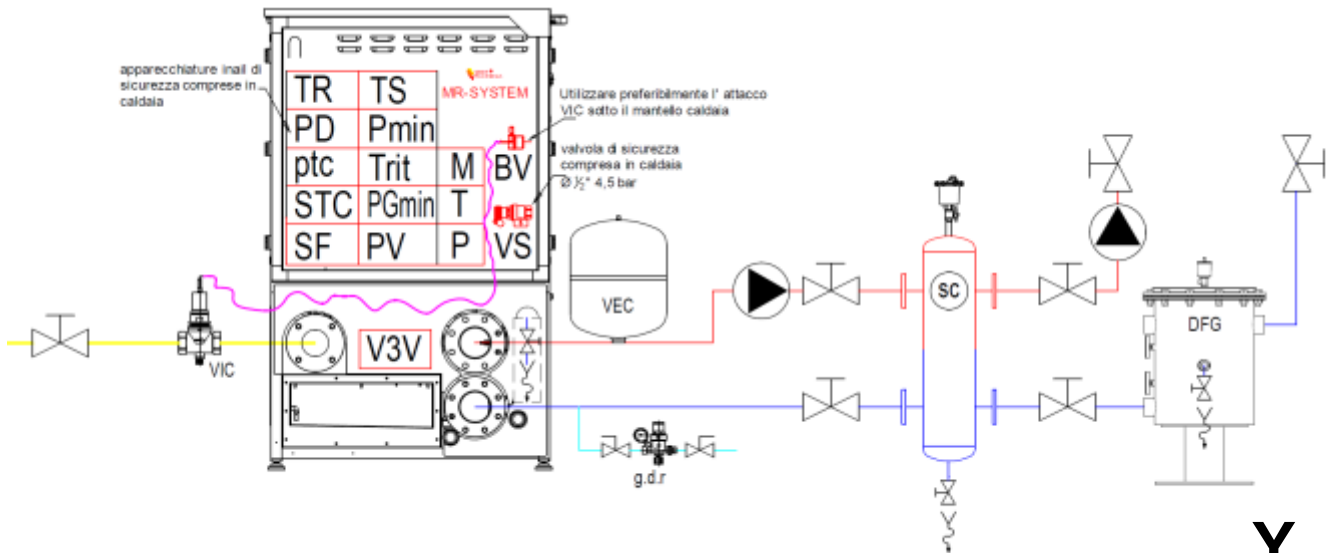 apparecchiature inail di
sicurezza comprese in
caldaia
TR TS
MR-SYSTEM
PD Pmin
ptc Trit M BV
STC PGmin T
SF PV P VS
Utilizzare preferibilmente l' attacco
VIC sotto il mantello caldaia
valvola di sicurezza
compresa in caldaia
Ø ½" 4,5 bar
VIC
V3V
VEC
g.d.r
SC
DFG
Y